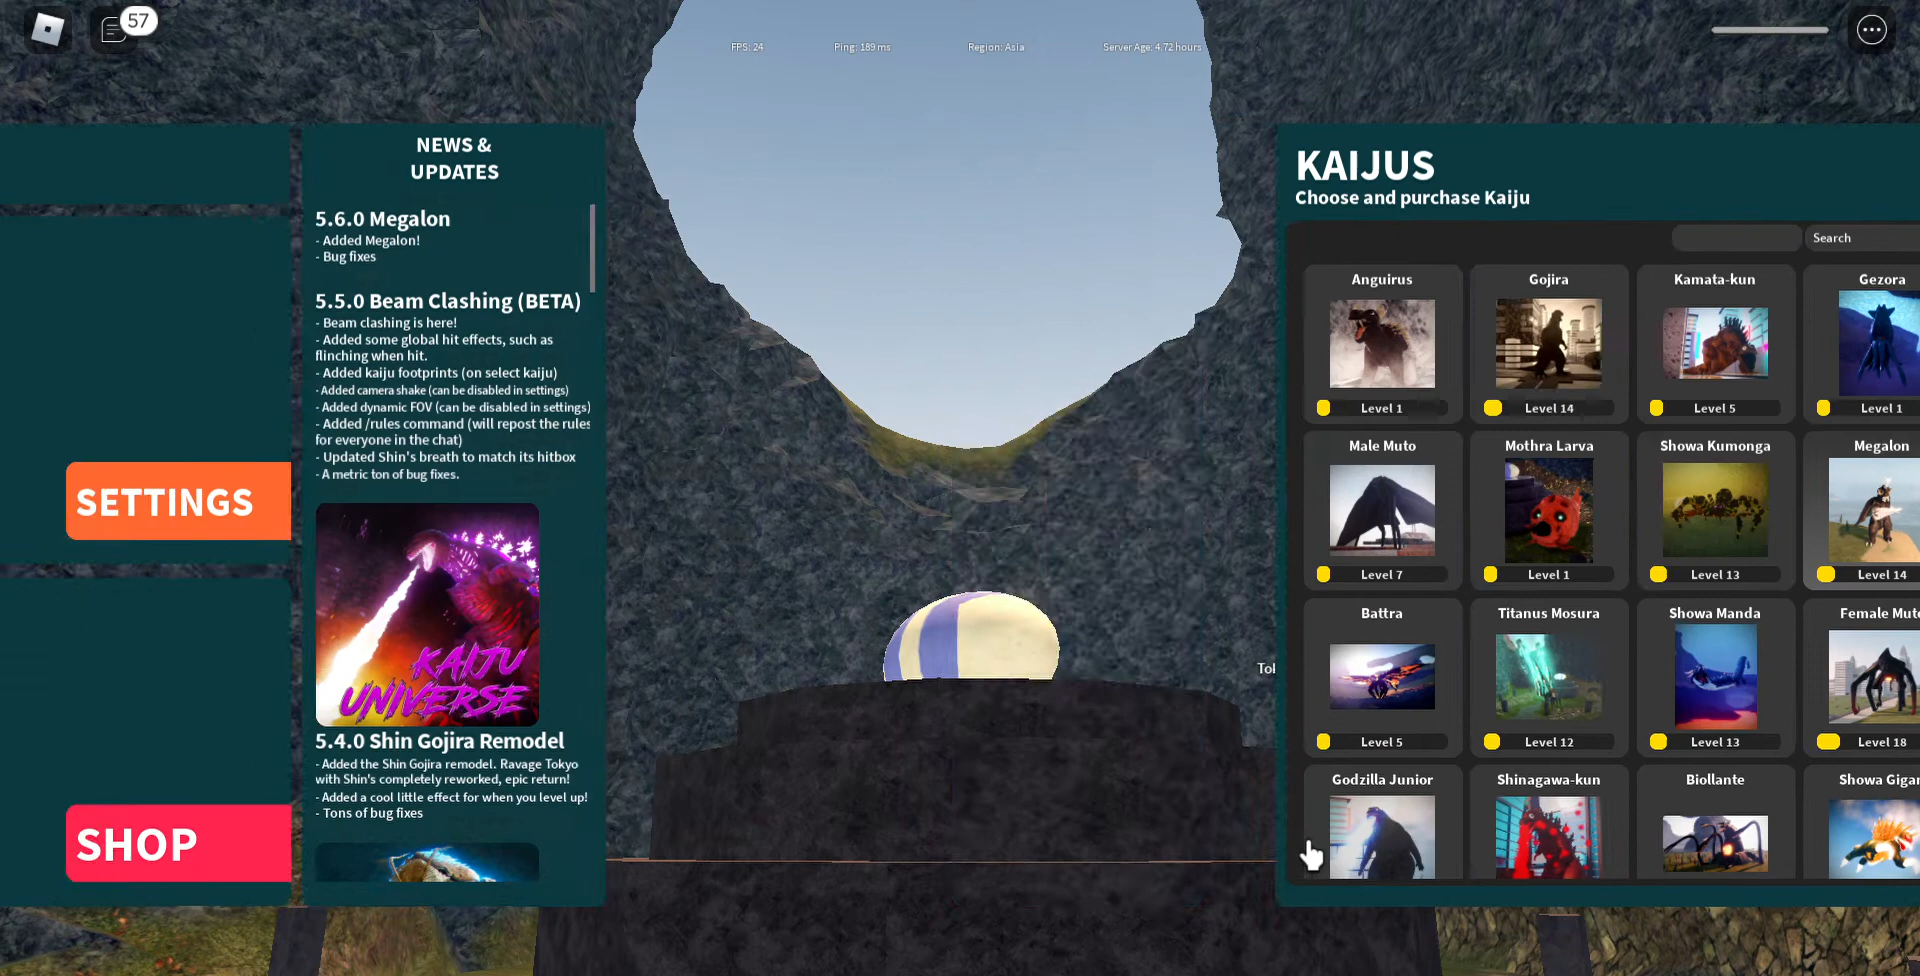 57
FPS: 24
Ping: 189 ms
Region: Asia
Server Age: 4.72 hours
SETTINGS
SHOP
NEWS &
UPDATES
5.6.0 Megalon
- Added Megalon!
- Bug fixes
5.5.0 Beam Clashing (BETA)
- Beam clashing is here!
- Added some global hit effects, such as
flinching when hit.
- Added kaiju footprints (on select kaiju)
- Added camera shake (can be disabled in settings)
- Added dynamic FOV (can be disabled in settings)
- Added /rules command (will repost the rules
for everyone in the chat)
- Updated Shin's breath to match its hitbox
- A metric ton of bug fixes.
KAIJU
UNIVERSE
5.4.0 Shin Gojira Remodel
- Added the Shin Gojira remodel. Ravage Tokyo
with Shin's completely reworked, epic return!
- Added a cool little effect for when you level up!
- Tons of bug fixes
Tok
KAIJUS
Choose and purchase Kaiju
Search
Anguirus
Gojira
Kamata-kun
Gezora
Level 1
Level 14
Level 5
Level 1
Male Muto
Mothra Larva
Showa Kumonga
Megalon
Level 7
Level 1
Level 13
Level 14
Battra
Titanus Mosura
Showa Manda
Female Muto
Level 5
Level 12
Level 13
Level 18
Godzilla Junior
Shinagawa-kun
Biollante
Showa Gigan